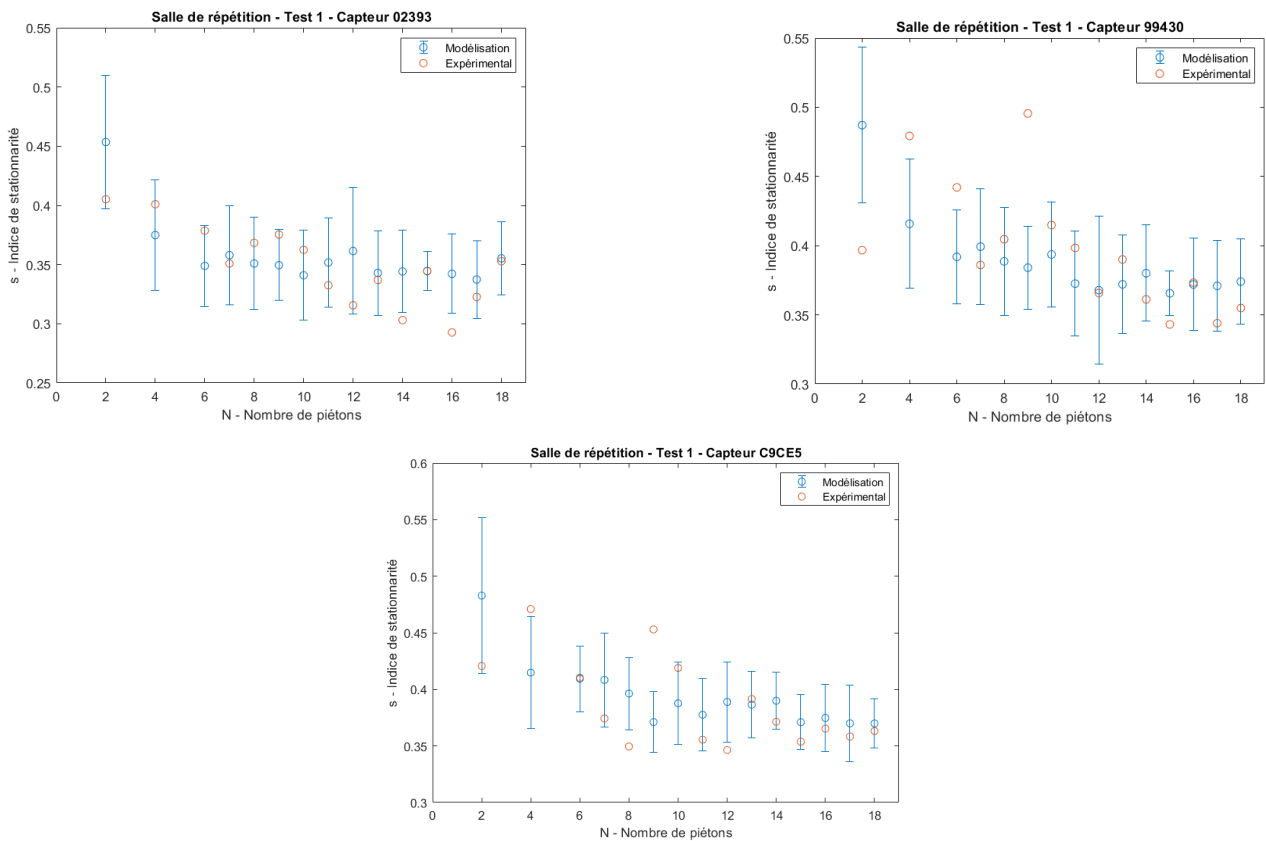 Salle de répétition - Test 1 - Capteur 02393
Modélisation
Expérimental
0.55
0.5
0.45
0.4
0.35
0.3
0.25
s - Indice de stationnarité
0 2 4 6 8 10 12 14 16 18
N - Nombre de piétons
Salle de répétition - Test 1 - Capteur 99430
Modélisation
Expérimental
0.55
0.5
0.45
0.4
0.35
0.3
s - Indice de stationnarité
0 2 4 6 8 10 12 14 16 18
N - Nombre de piétons
Salle de répétition - Test 1 - Capteur C9CE5
Modélisation
Expérimental
0.6
0.55
0.5
0.45
0.4
0.35
0.3
s - Indice de stationnarité
0 2 4 6 8 10 12 14 16 18
N - Nombre de piétons